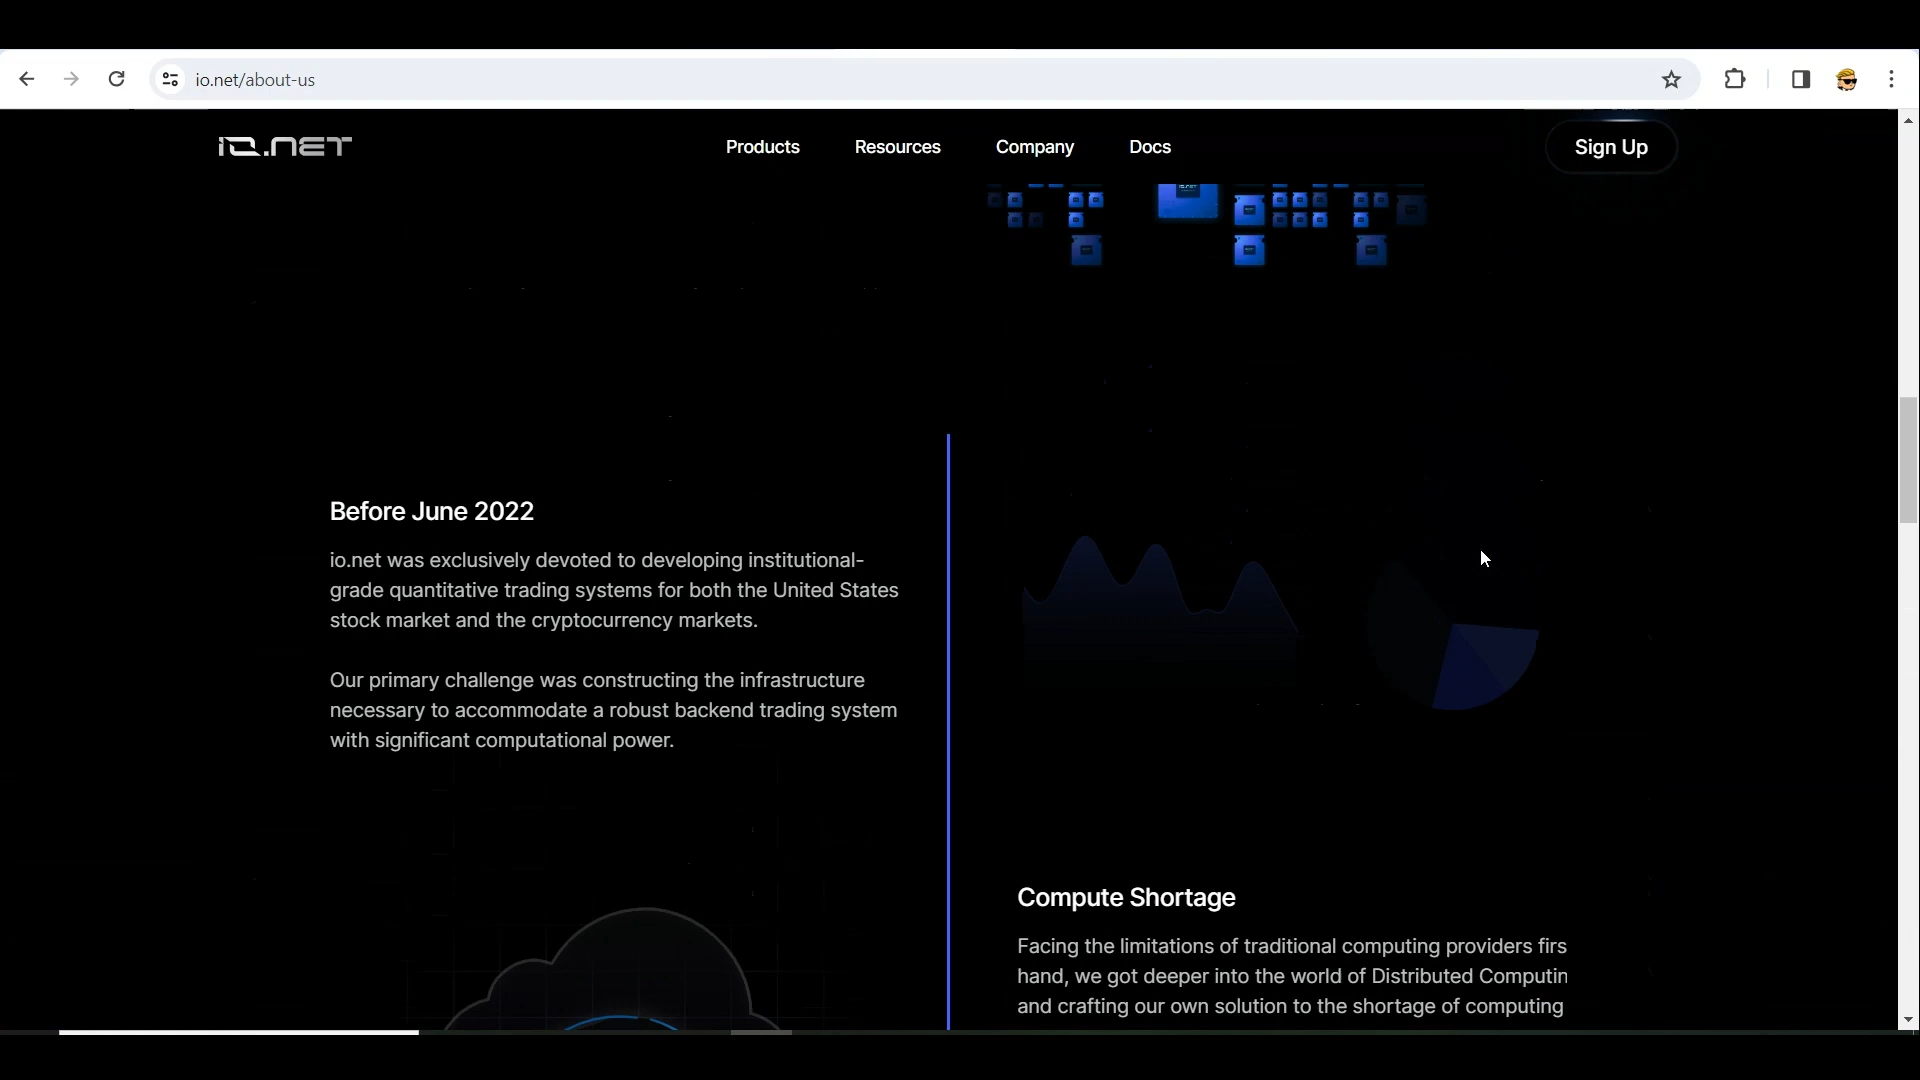 io.net/about-us
IO.NET
Products
Resources
Company
Docs
Sign Up
Before June 2022
io.net was exclusively devoted to developing institutional-
grade quantitative trading systems for both the United States
stock market and the cryptocurrency markets.
Our primary challenge was constructing the infrastructure
necessary to accommodate a robust backend trading system
with significant computational power.
Compute Shortage
Facing the limitations of traditional computing providers firs
hand, we got deeper into the world of Distributed Computin
and crafting our own solution to the shortage of computing